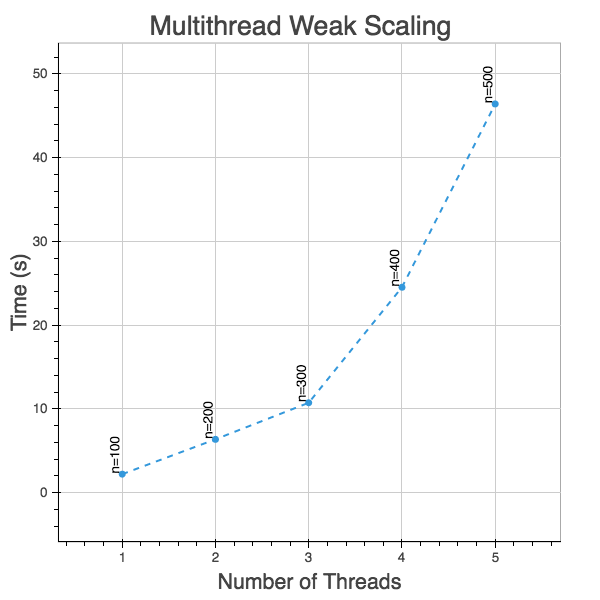 Multithread Weak Scaling
Time (s)
50
40
30
20
10
0
n=100
n=200
n=300
n=400
n=500
1
2
3
4
5
Number of Threads